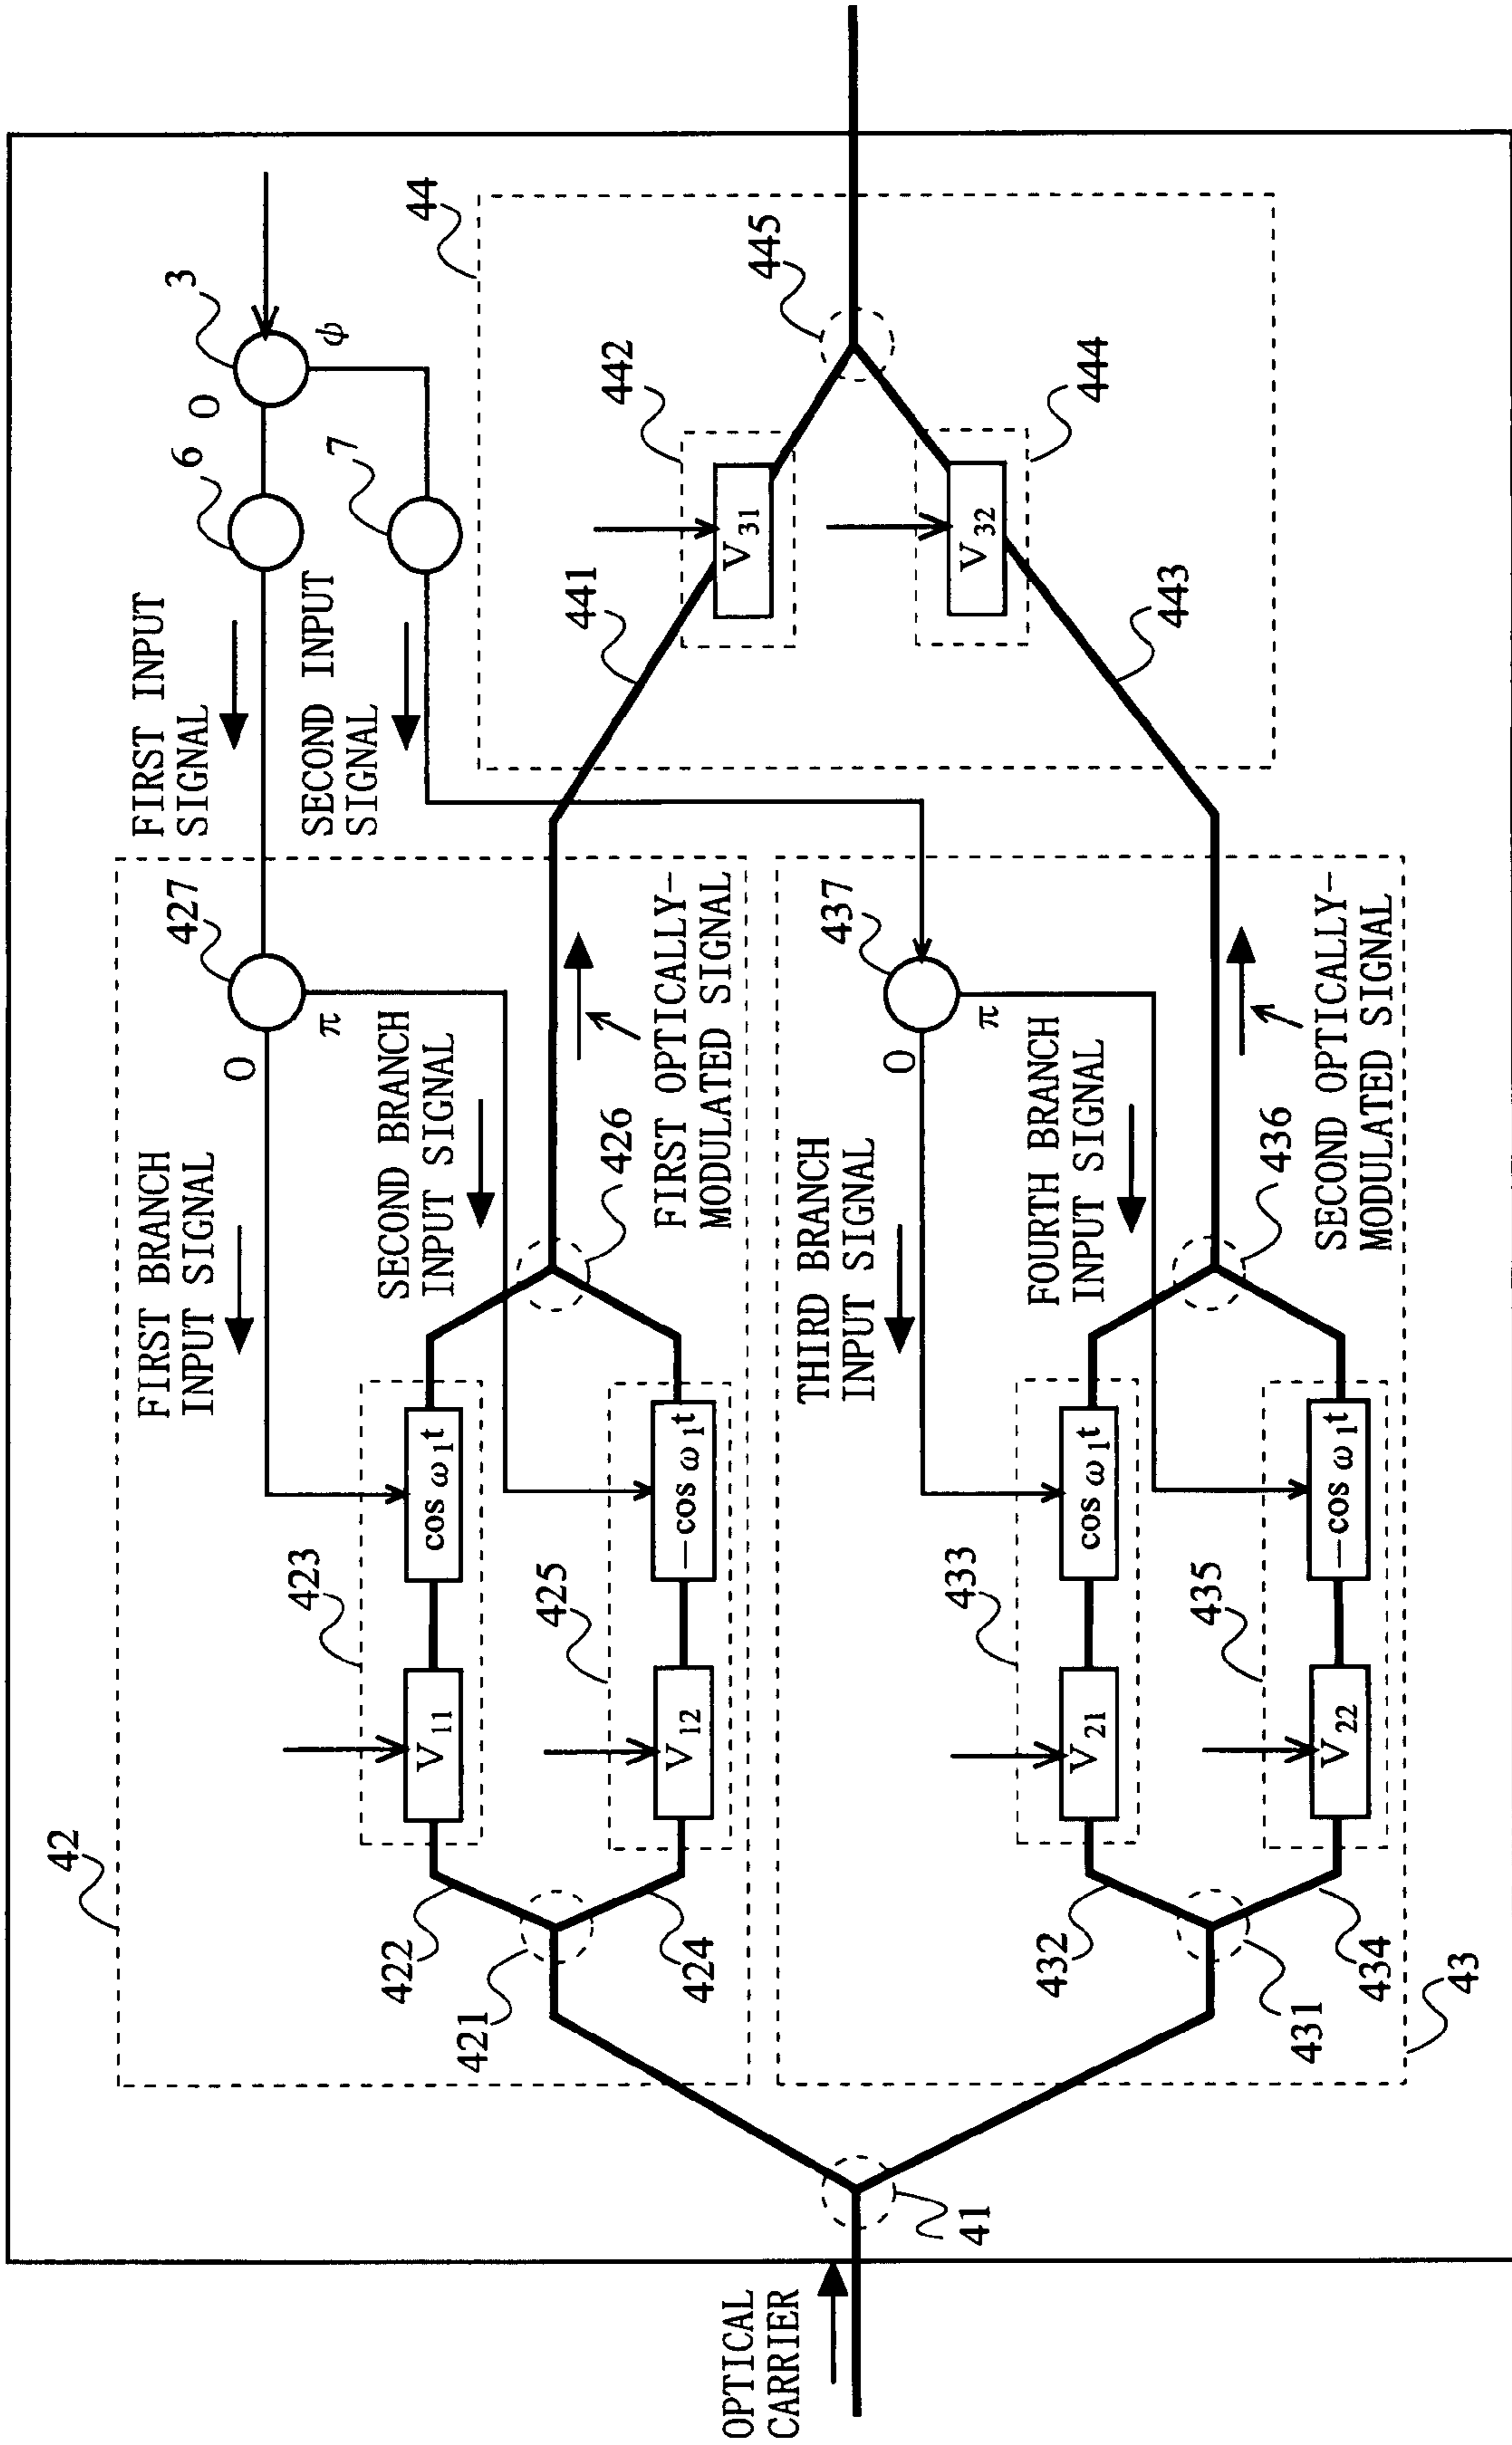 OPTICAL
CARRIER
41
42
421
422
424
V11
V12
423
425
cos ω1t
−cos ω1t
FIRST BRANCH
INPUT SIGNAL
SECOND BRANCH
INPUT SIGNAL
0
π
427
426
FIRST OPTICALLY-
MODULATED SIGNAL
FIRST INPUT
SIGNAL
SECOND INPUT
SIGNAL
6
7
0
ϕ
3
43
431
432
434
V21
V22
433
435
cos ω1t
−cos ω1t
THIRD BRANCH
INPUT SIGNAL
FOURTH BRANCH
INPUT SIGNAL
0
π
437
436
SECOND OPTICALLY-
MODULATED SIGNAL
44
441
442
V31
443
444
V32
445